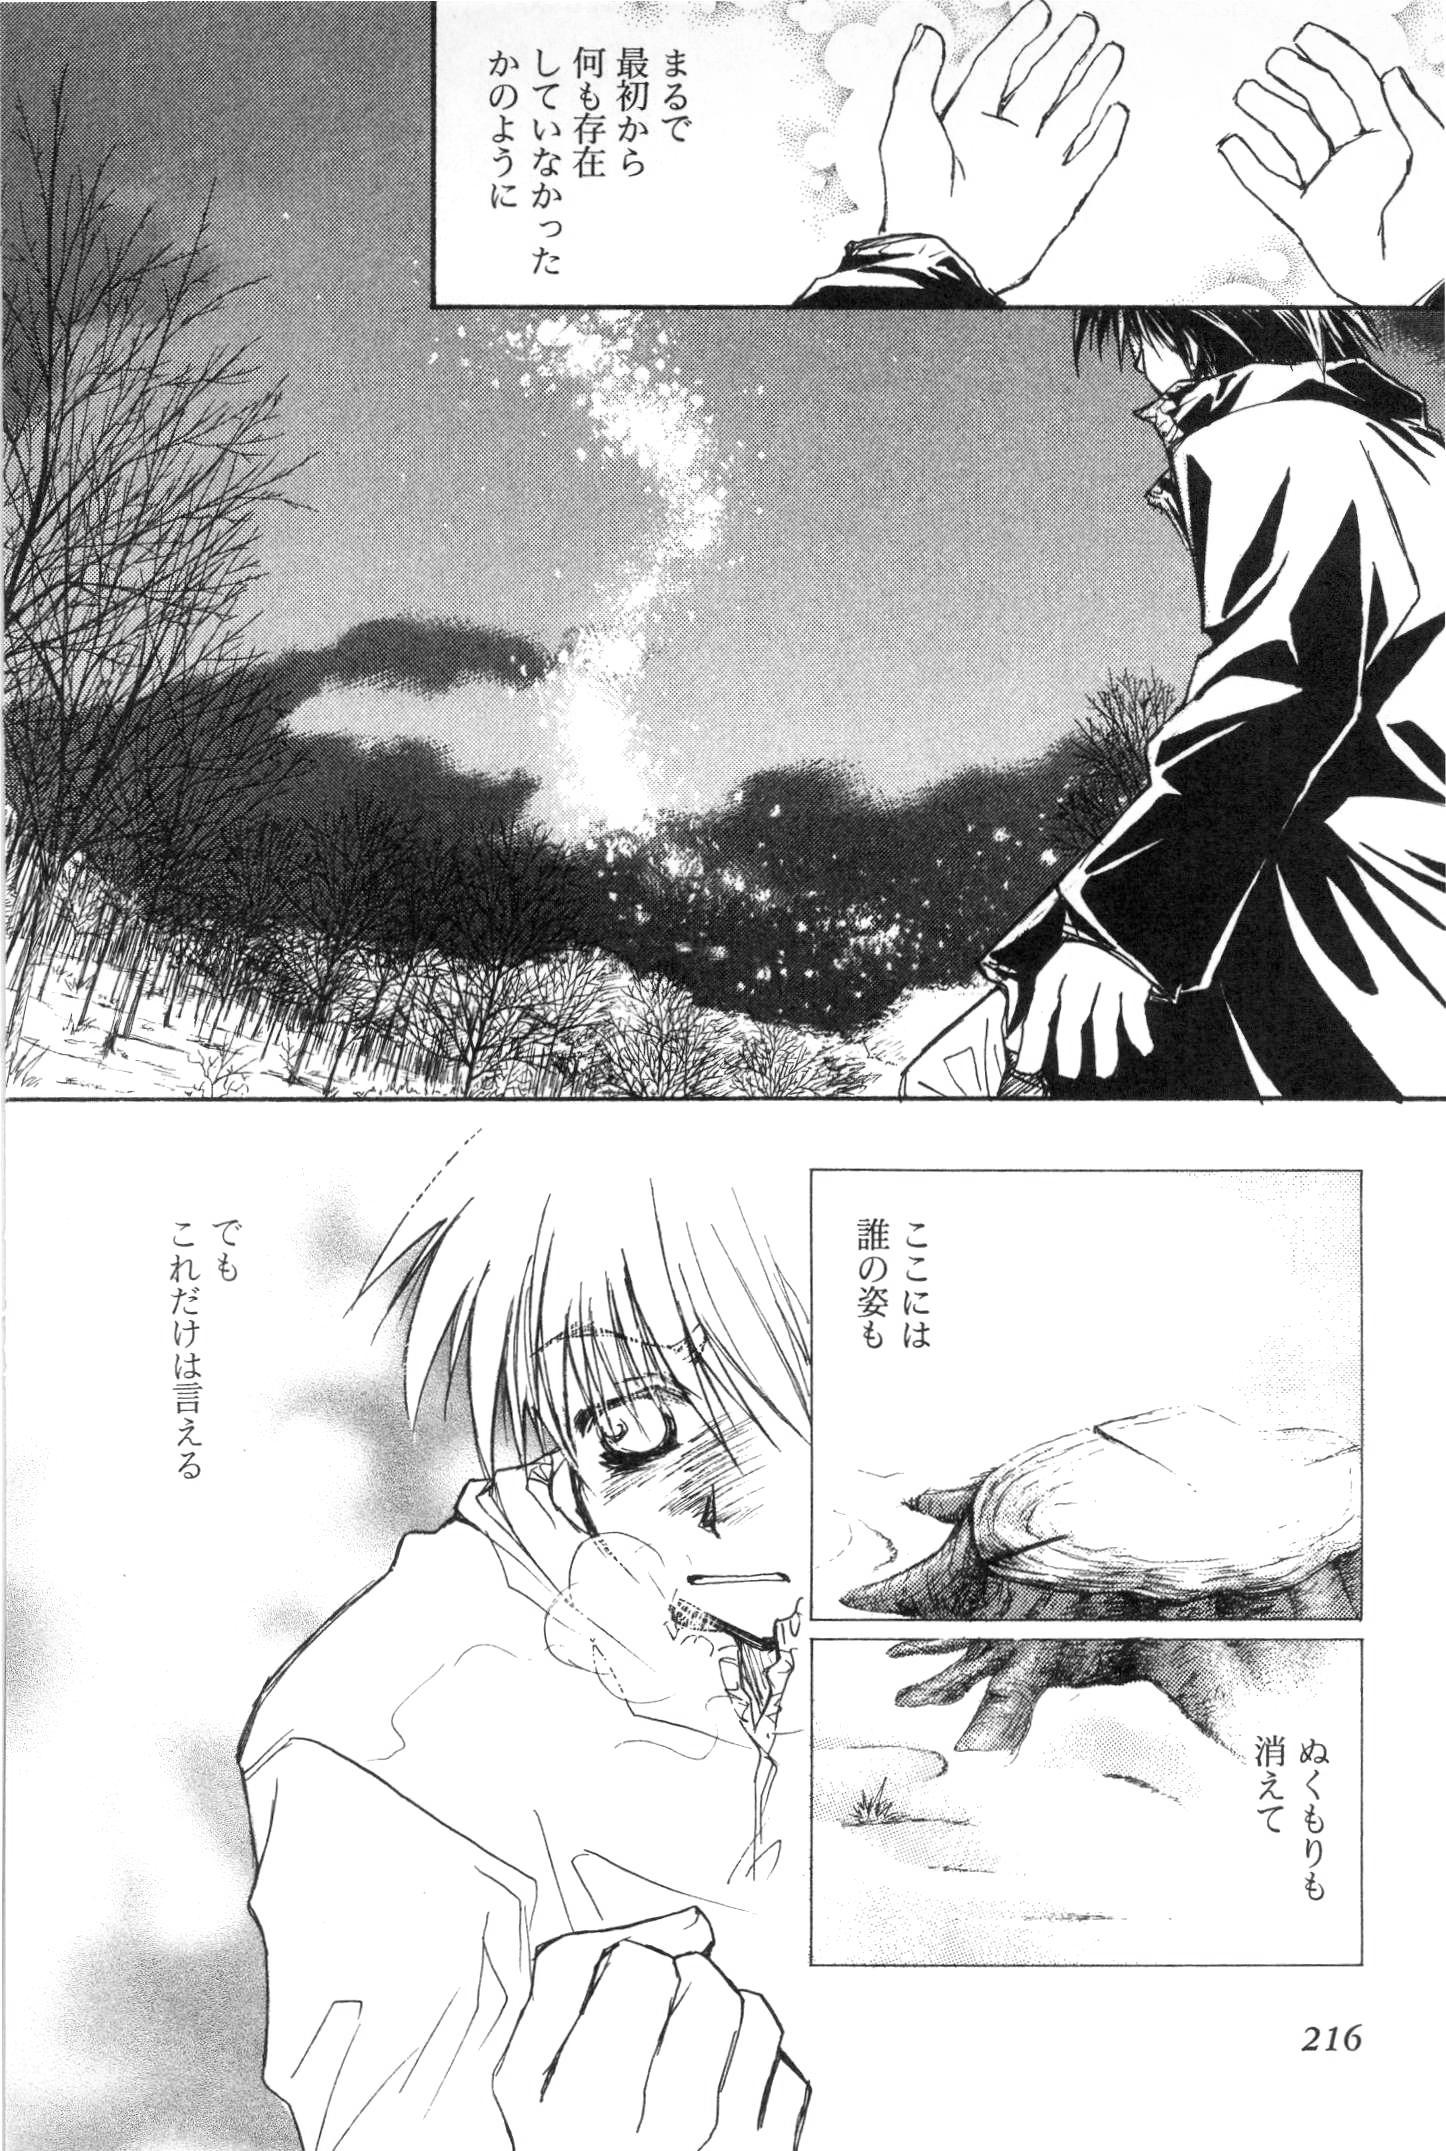 まるで
最初から
何も存在
していなかった
かのように
ここには
誰の姿も
ぬくもりも
消えて
でも
これだけは言える
216